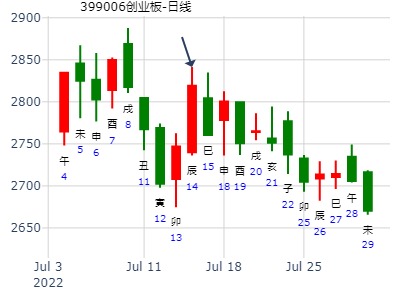 399006创业板-日线
2900
2850
2800
2750
2700
2650
午
4
未
5
申
6
酉
7
戌
8
丑
11
寅
12
卯
13
辰
14
巳
15
申
18
酉
19
戌
20
亥
21
子
22
卯
25
辰
26
巳
27
午
28
未
29
Jul 3
2022
Jul 11
Jul 18
Jul 25